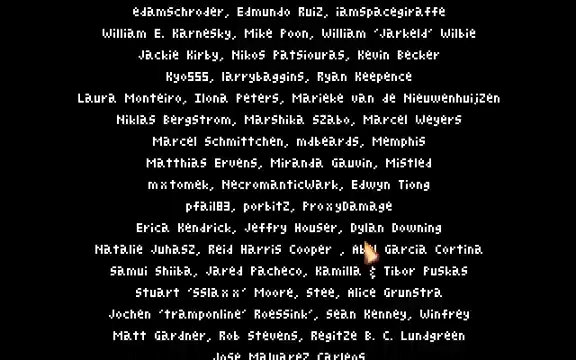 edamschroder, Edmundo Ruiz, iamspacegiraffe
William E. Karnesky, Mike Poon, William "Jarkeld" Wilbie
Jackie Kirby, Nikos Patsiouras, Kevin Becker
Kyo555, larrybaggins, Ryan Keepence
Laura Monteiro, Ilona Peters, Marieke van de Nieuwenhuijzen
Niklas Bergstrom, Marshika Szabo, Marcel Weyers
Marcel Schmittchen, mdbeards, Memphis
Matthias Ervens, Miranda Gauvin, Mistled
mxtomek, NecromanticWark, Edwyn Tiong
pfail83, porbitz, ProxyDamage
Erica Kendrick, Jeffry Houser, Dylan Downing
Natalie Juhasz, Reid Harris Cooper , Garcia Cortina
Samui Shiiba, Jared Pacheco, Kamilla & Tibor Puskas
Stuart "SSlaxx" Moore, Stee, Alice Grunstra
Jochen "tramponline" Roessink", Sean Kenney, Winfrey
Matt Gardner, Rob Stevens, Regitze B. C. Lundgreen